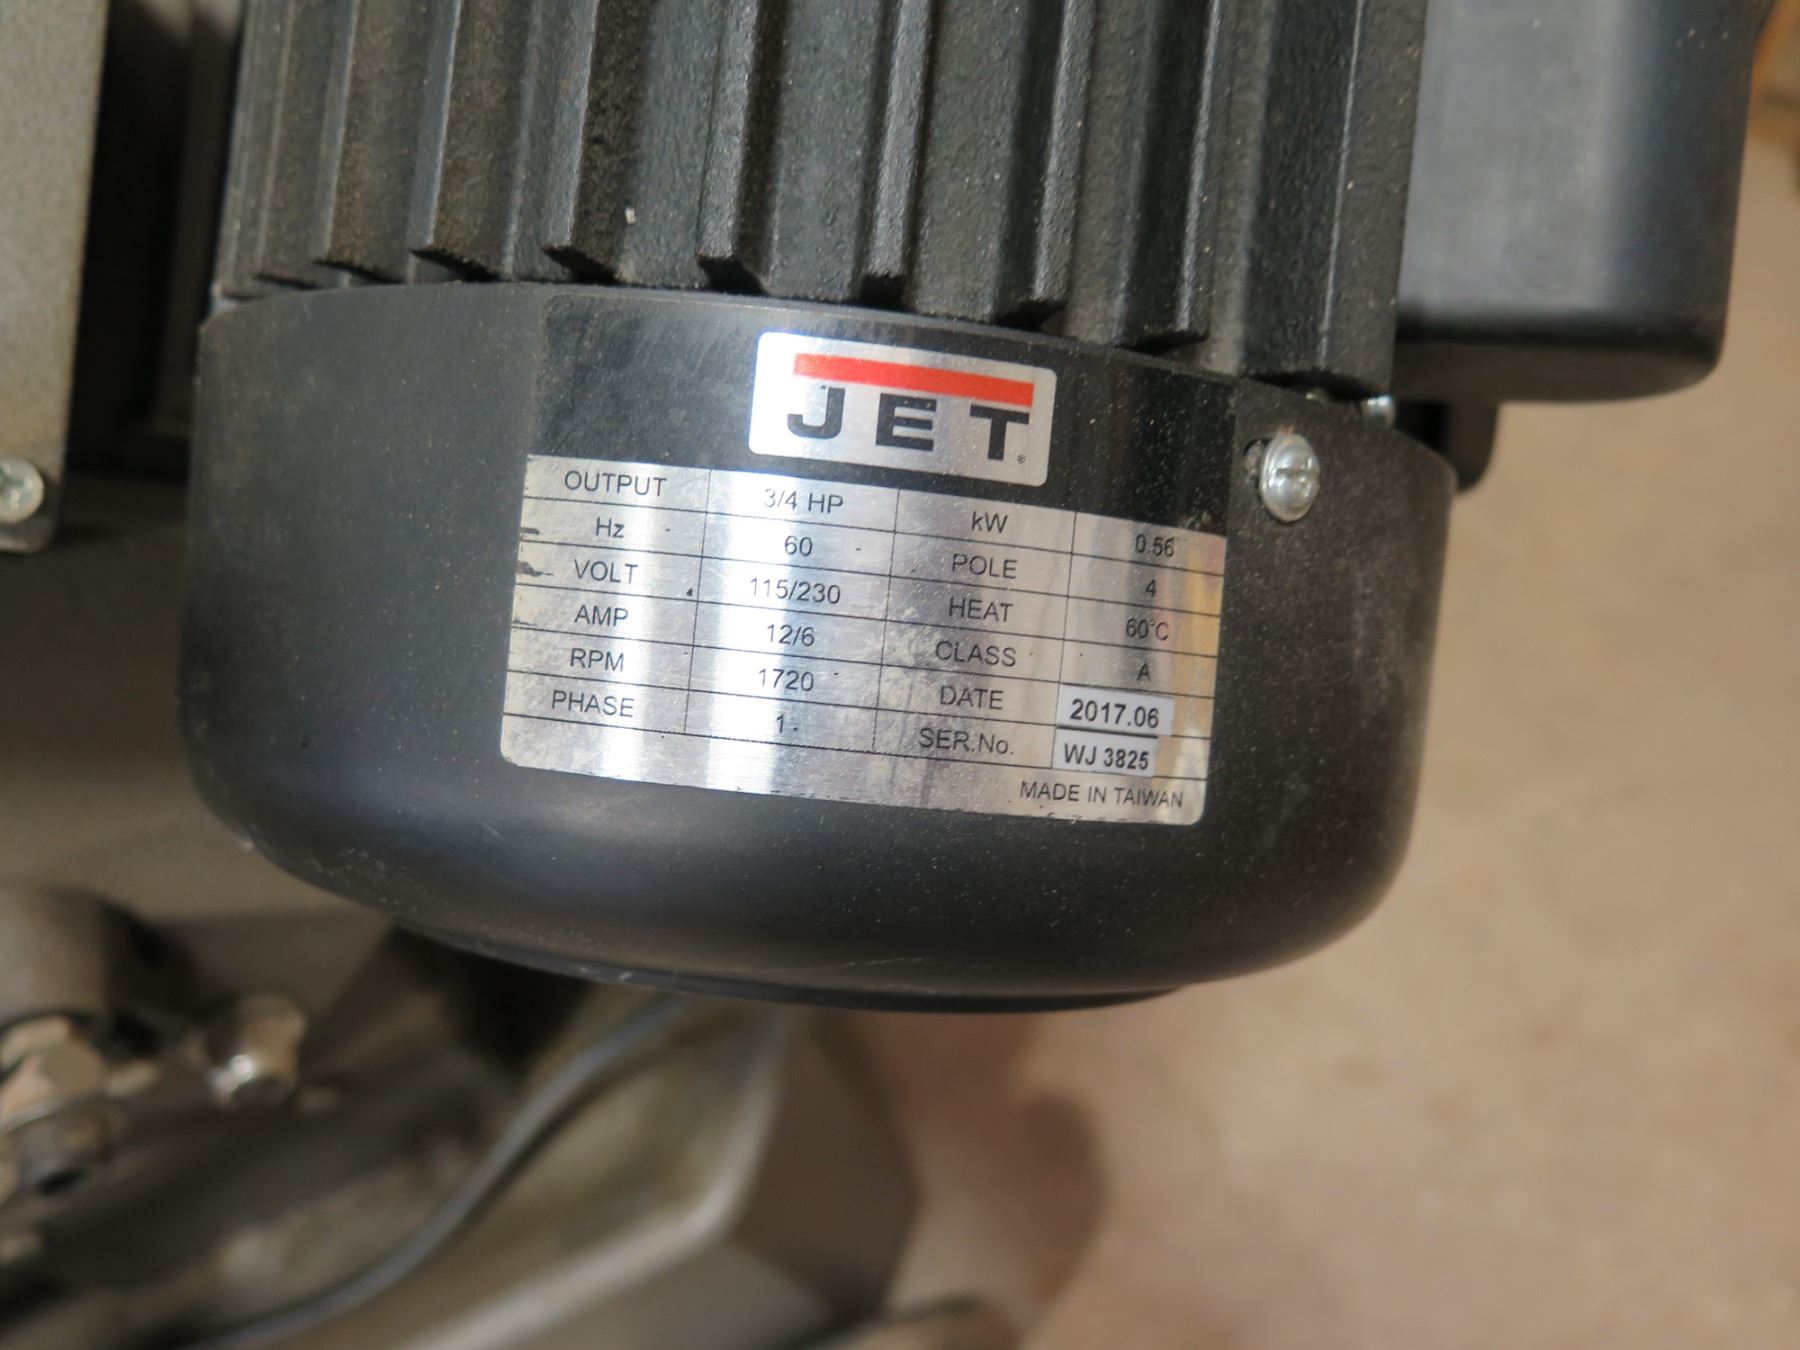 JET®
OUTPUT 3/4 HP kW 0.56
Hz 60 POLE 4
VOLT 115/230 HEAT 60°C
AMP 12/6 CLASS A
RPM 1720 DATE 2017.06
PHASE 1 SER.No. WJ 3825
MADE IN TAIWAN